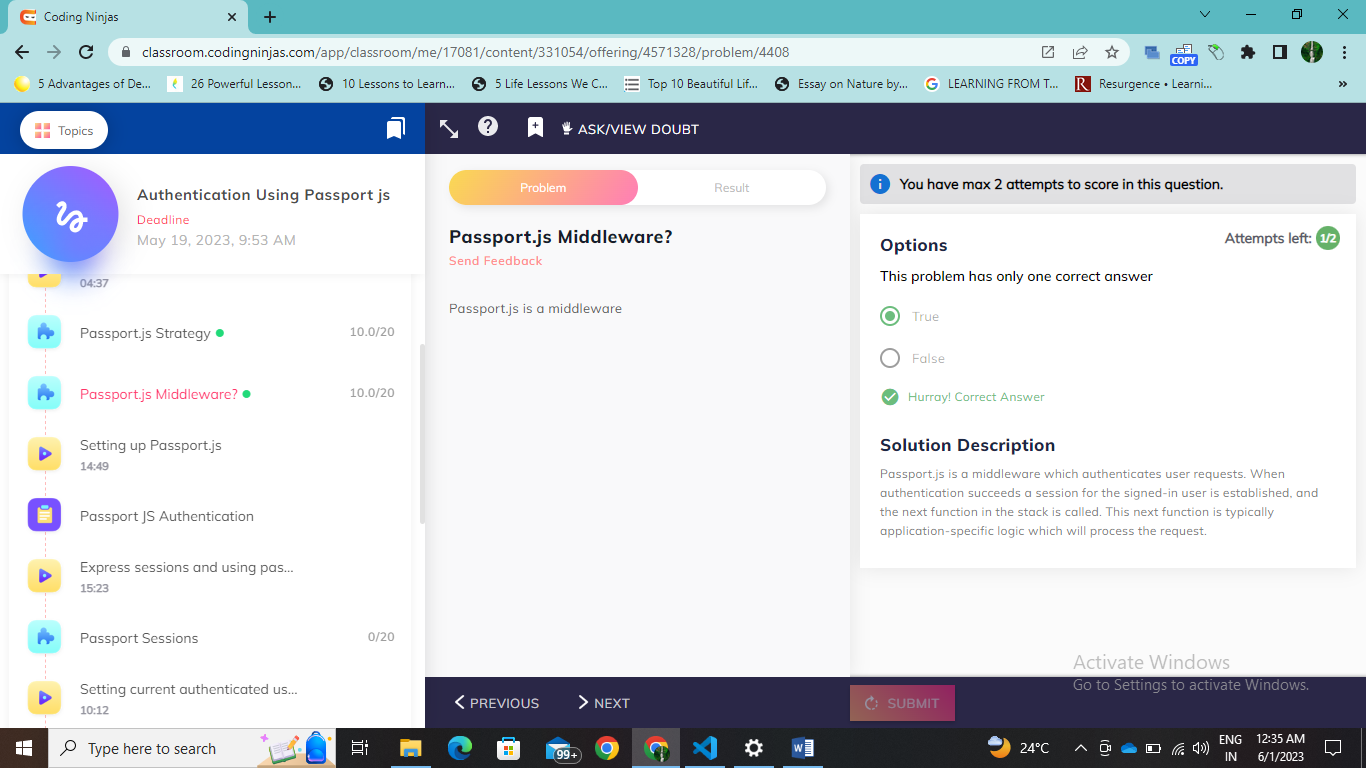 Coding Ninjas
classroom.codingninjas.com/app/classroom/me/17081/content/331054/offering/4571328/problem/4408
COPY
5 Advantages of De...
26 Powerful Lesson...
10 Lessons to Learn...
5 Life Lessons We C...
Top 10 Beautiful Lif...
Essay on Nature by...
LEARNING FROM T...
Resurgence • Learni...
»
Topics
ASK/VIEW DOUBT
Authentication Using Passport js
Deadline
May 19, 2023, 9:53 AM
04:37
Passport.js Strategy
10.0/20
Passport.js Middleware?
10.0/20
Setting up Passport.js
14:49
Passport JS Authentication
Express sessions and using pas...
15:23
Passport Sessions
0/20
Setting current authenticated us...
10:12
Problem
Result
Passport.js Middleware?
Send Feedback
Passport.js is a middleware
You have max 2 attempts to score in this question.
Options
Attempts left: 1/2
This problem has only one correct answer
True
False
Hurray! Correct Answer
Solution Description
Passport.js is a middleware which authenticates user requests. When
authentication succeeds a session for the signed-in user is established, and
the next function in the stack is called. This next function is typically
application-specific logic which will process the request.
Activate Windows
Go to Settings to activate Windows.
PREVIOUS
NEXT
SUBMIT
Type here to search
99+
24°C
ENG
IN
12:35 AM
6/1/2023